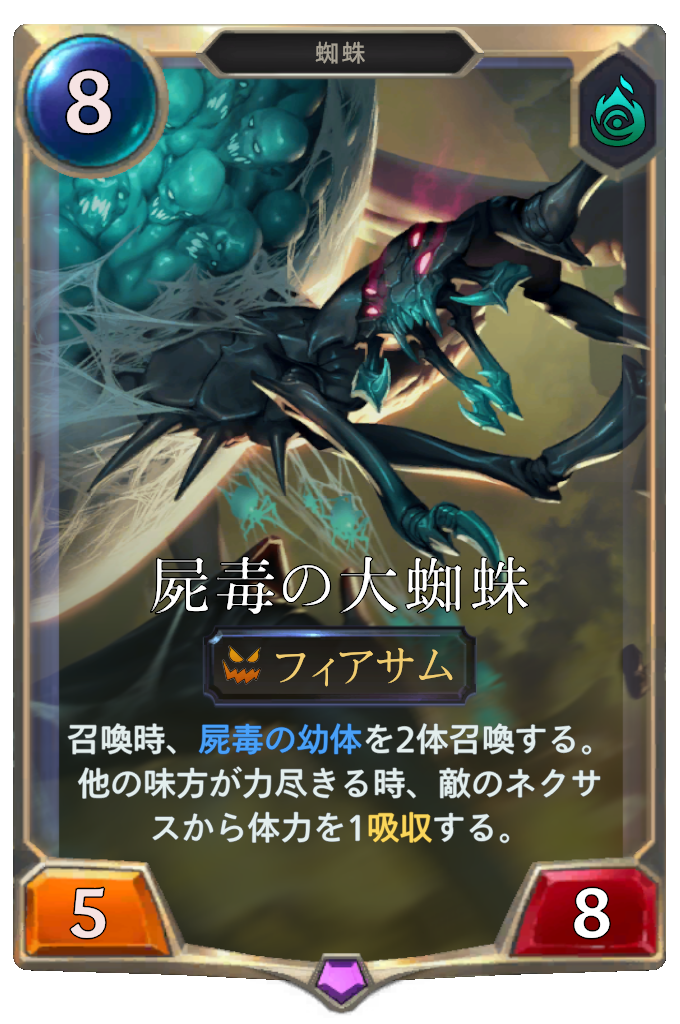 8
蜘蛛
屍毒の大蜘蛛
フィアサム
召喚時、屍毒の幼体を2体召喚する。
他の味方が力尽きる時、敵のネクサ
スから体力を1吸収する。
5
8